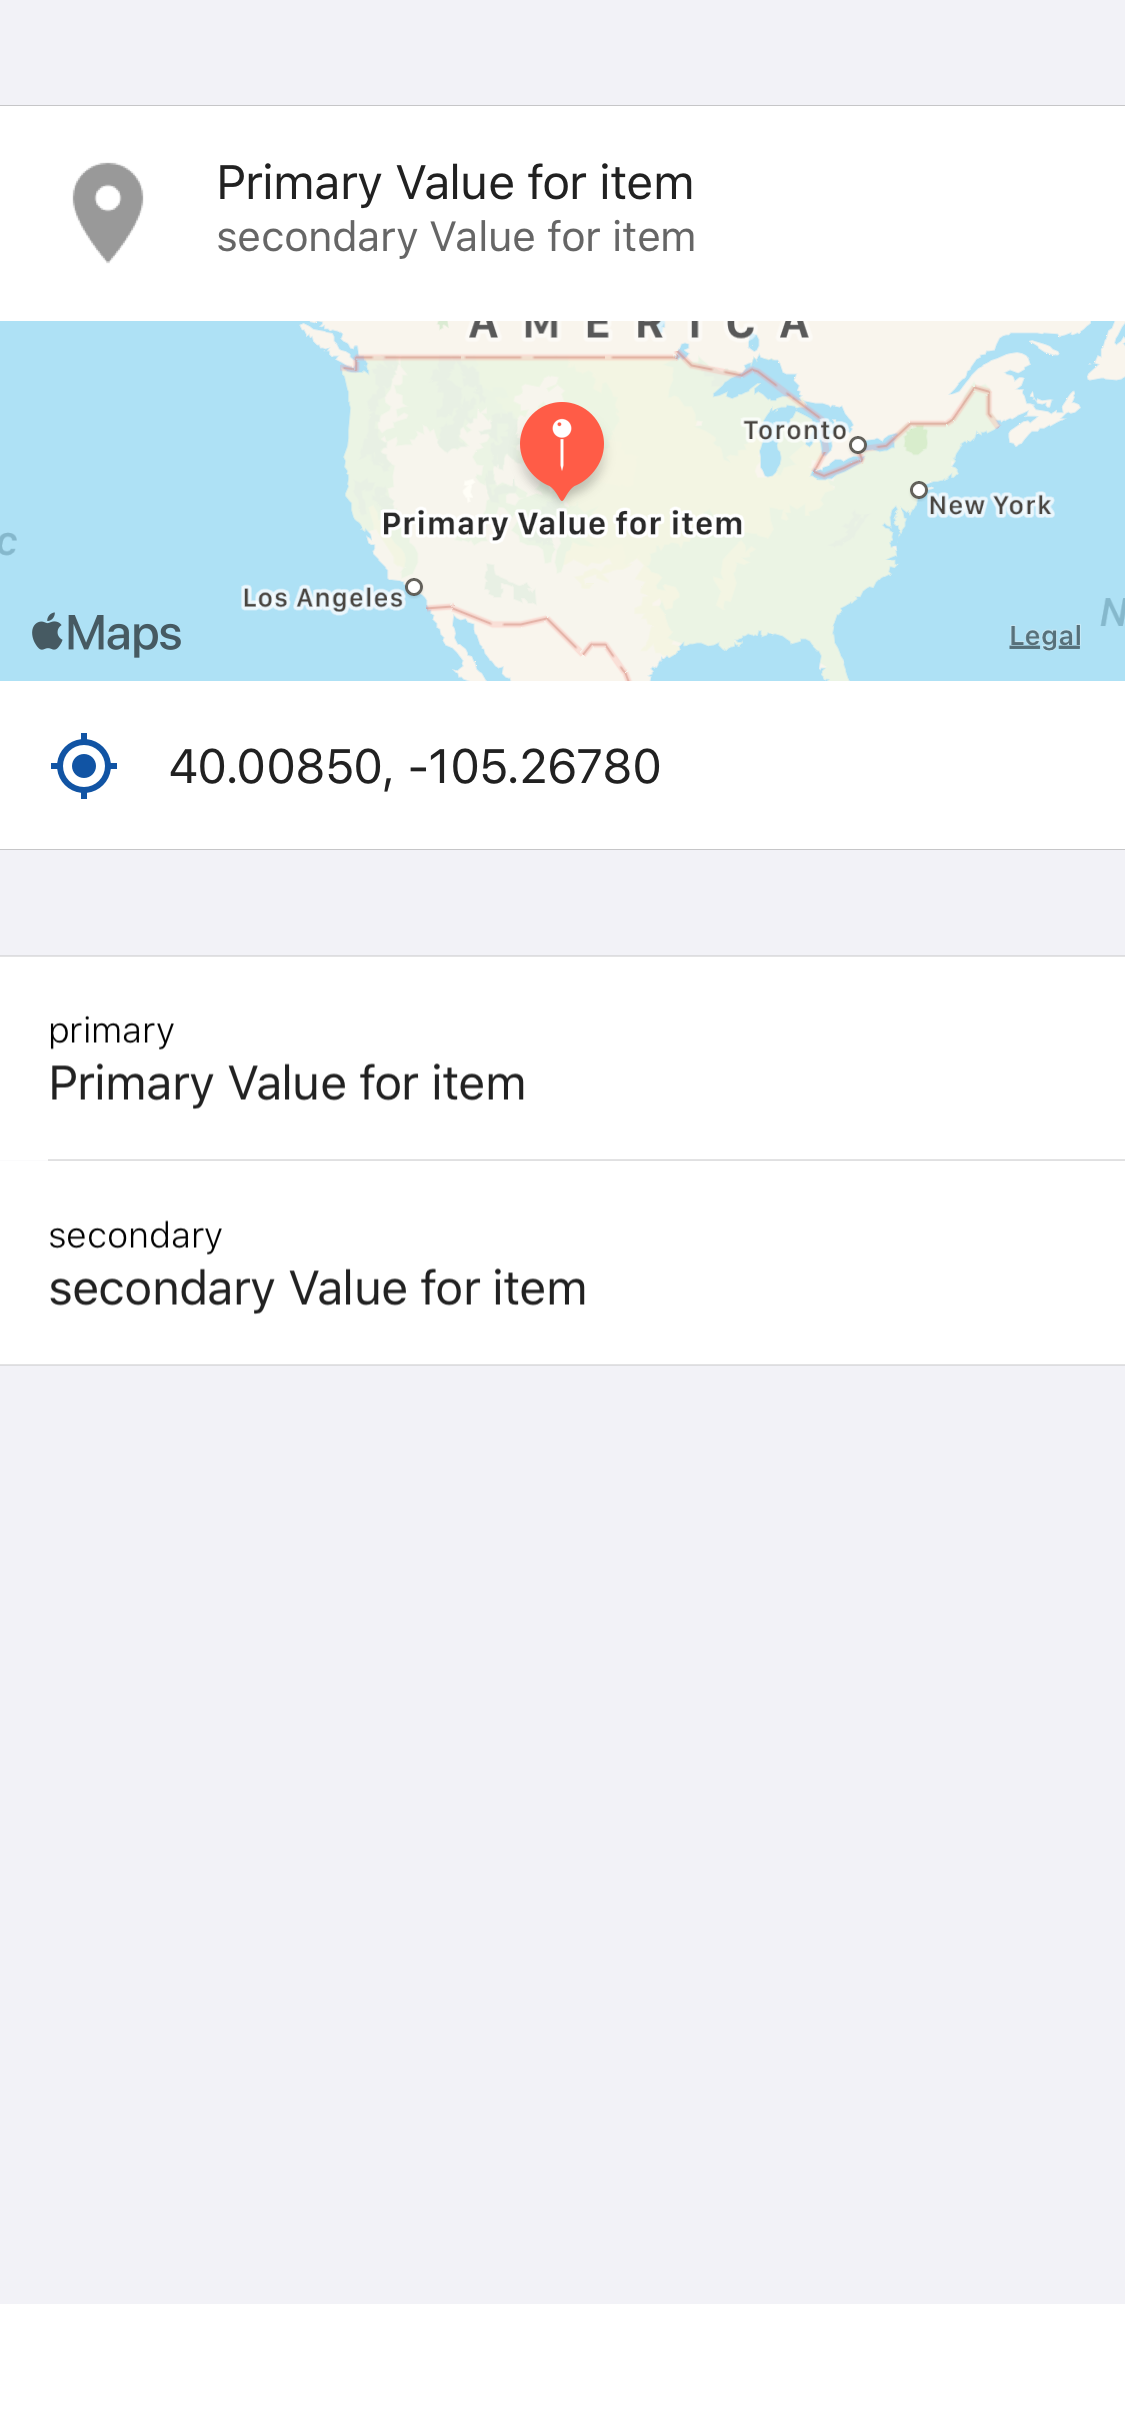 Primary Value for item
secondary Value for item
AMERICA
Toronto
New York
Primary Value for item
Los Angeles
Maps
Legal
40.00850, -105.26780
primary
Primary Value for item
secondary
secondary Value for item